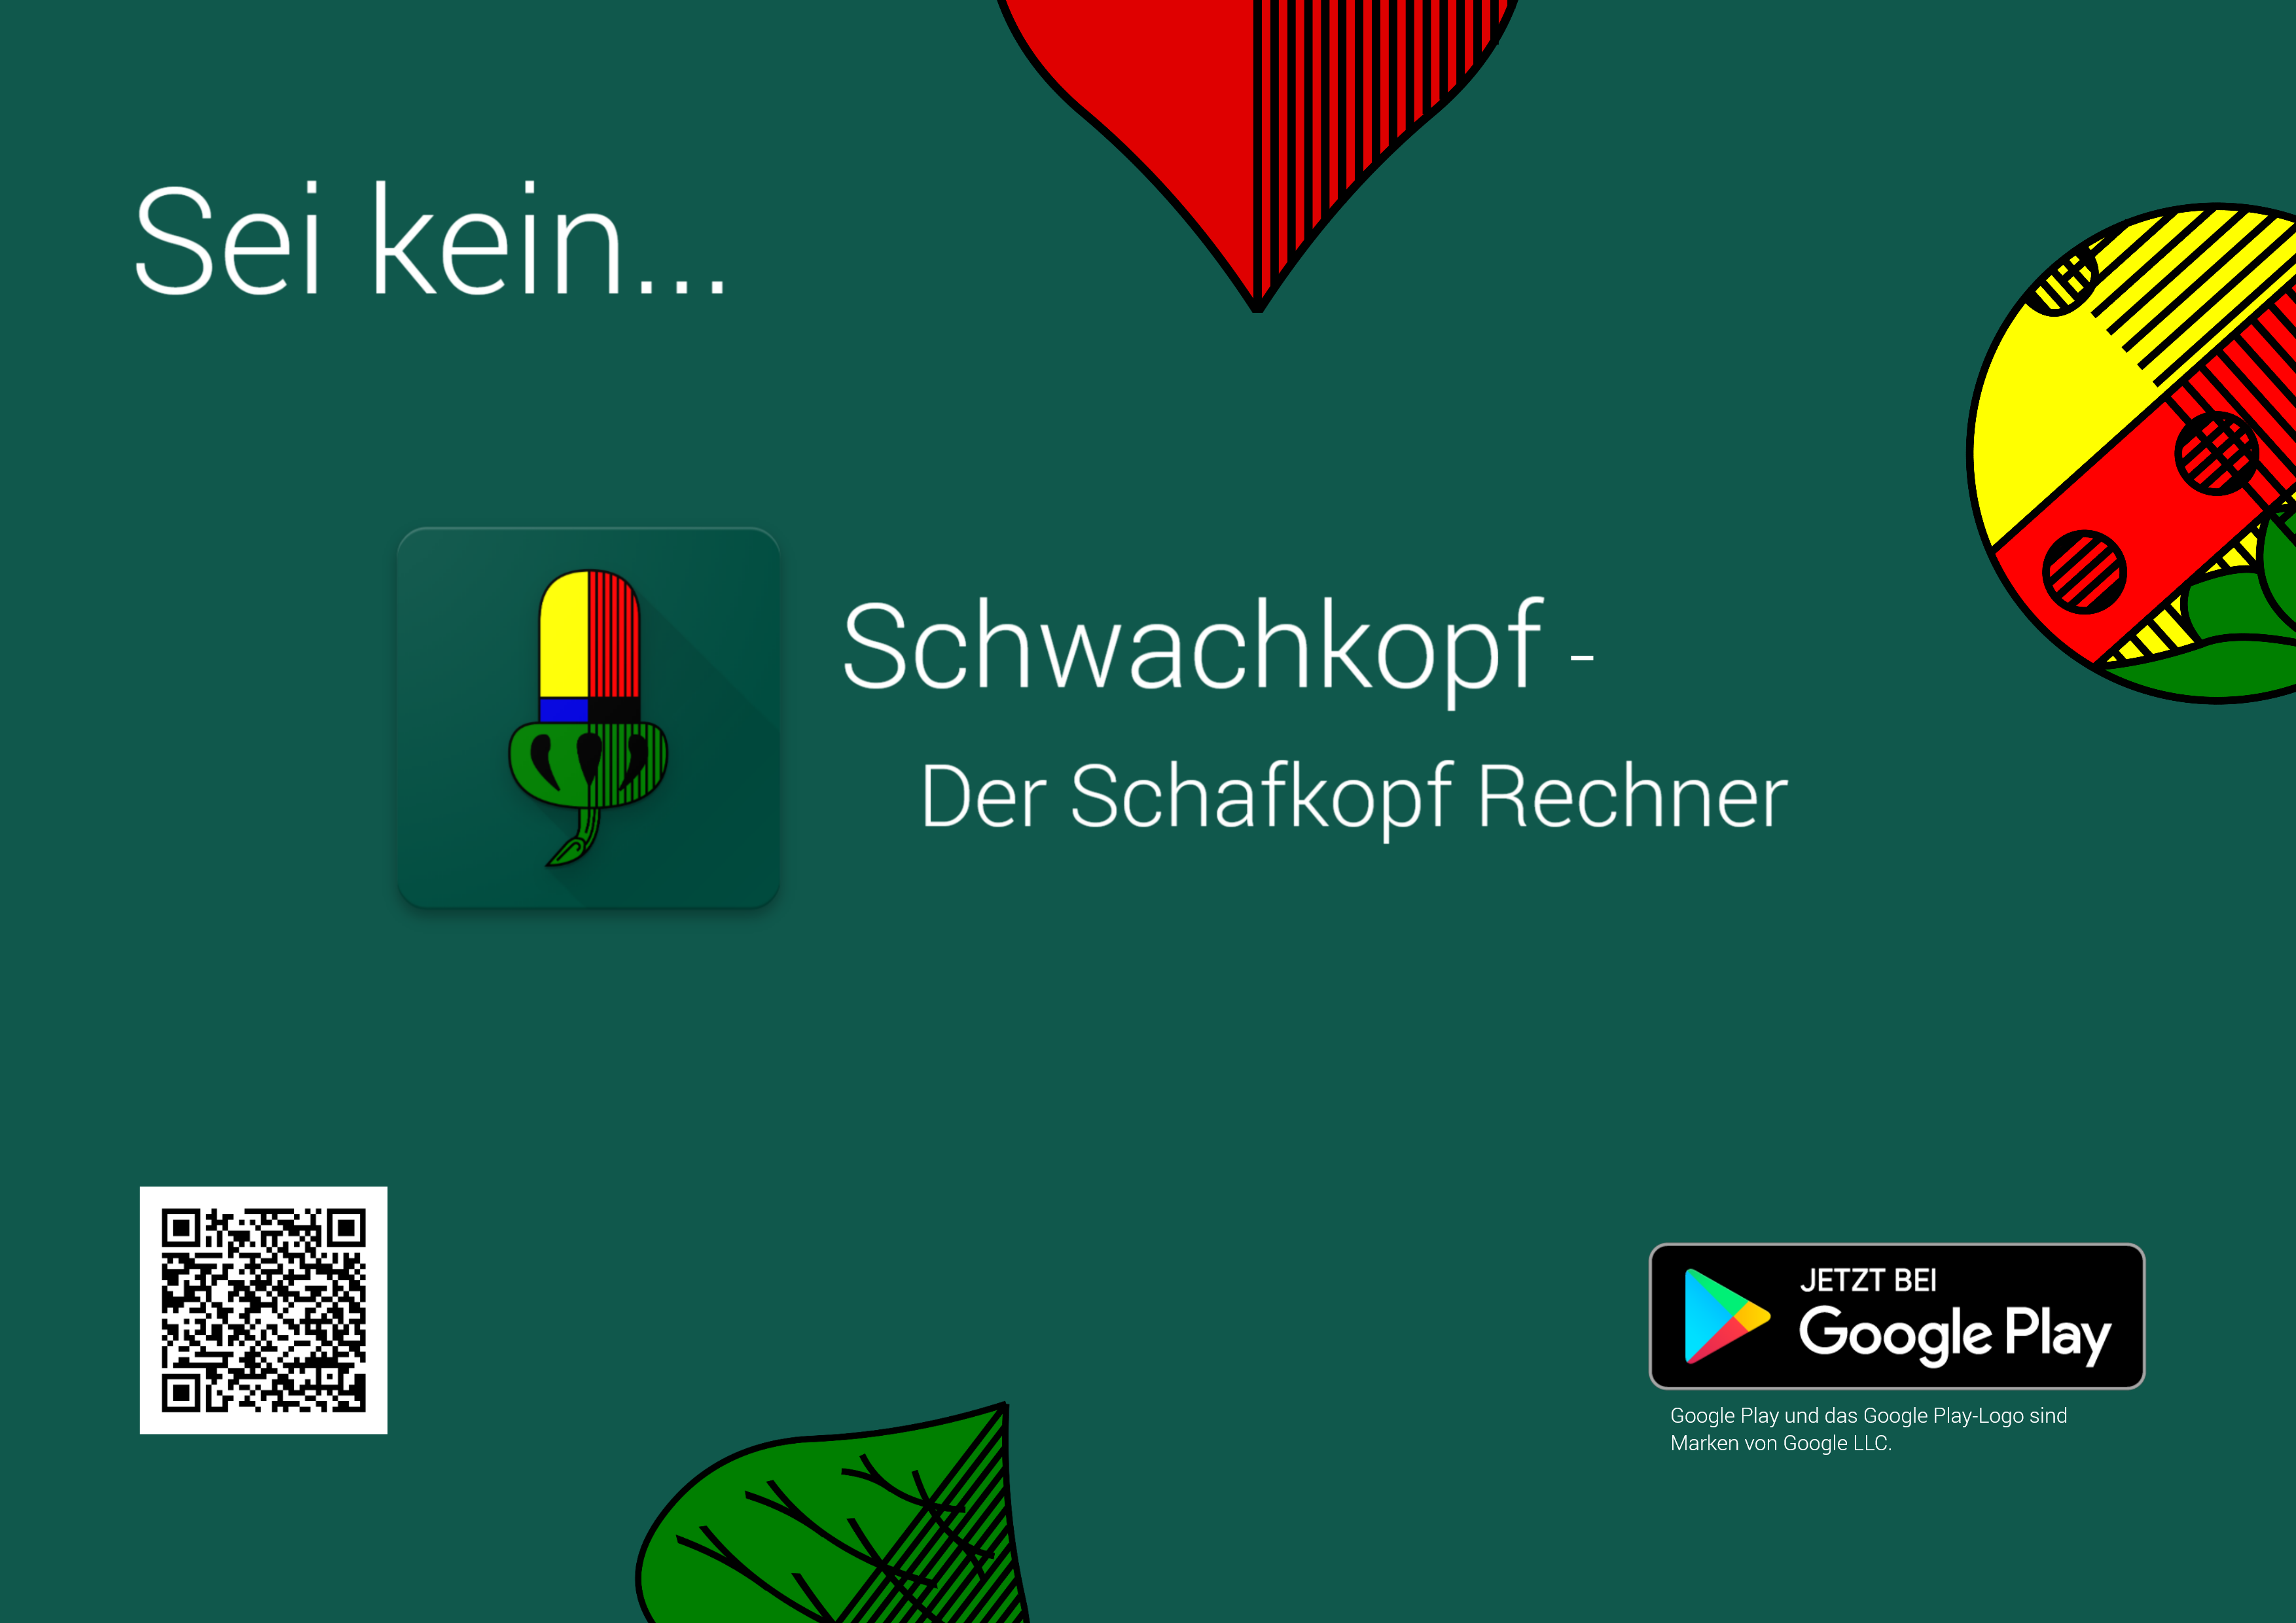 Sei kein...
Schwachkopf -
Der Schafkopf Rechner
JETZT BEI
Google Play
Google Play und das Google Play-Logo sind
Marken von Google LLC.